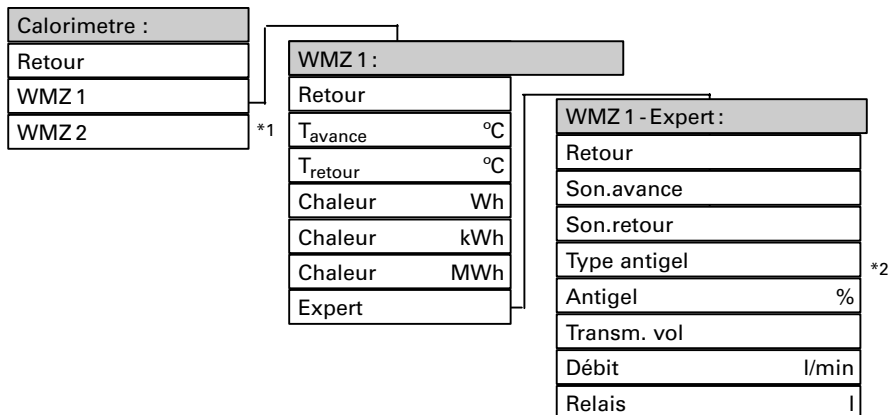 Calorimetre :
Retour
WMZ 1
WMZ 2 *1
WMZ 1 :
Retour
Tavance °C
Tretour °C
Chaleur Wh
Chaleur kWh
Chaleur MWh
Expert
WMZ 1 - Expert :
Retour
Son.avance
Son.retour
Type antigel *2
Antigel %
Transm. vol
Débit l/min
Relais l